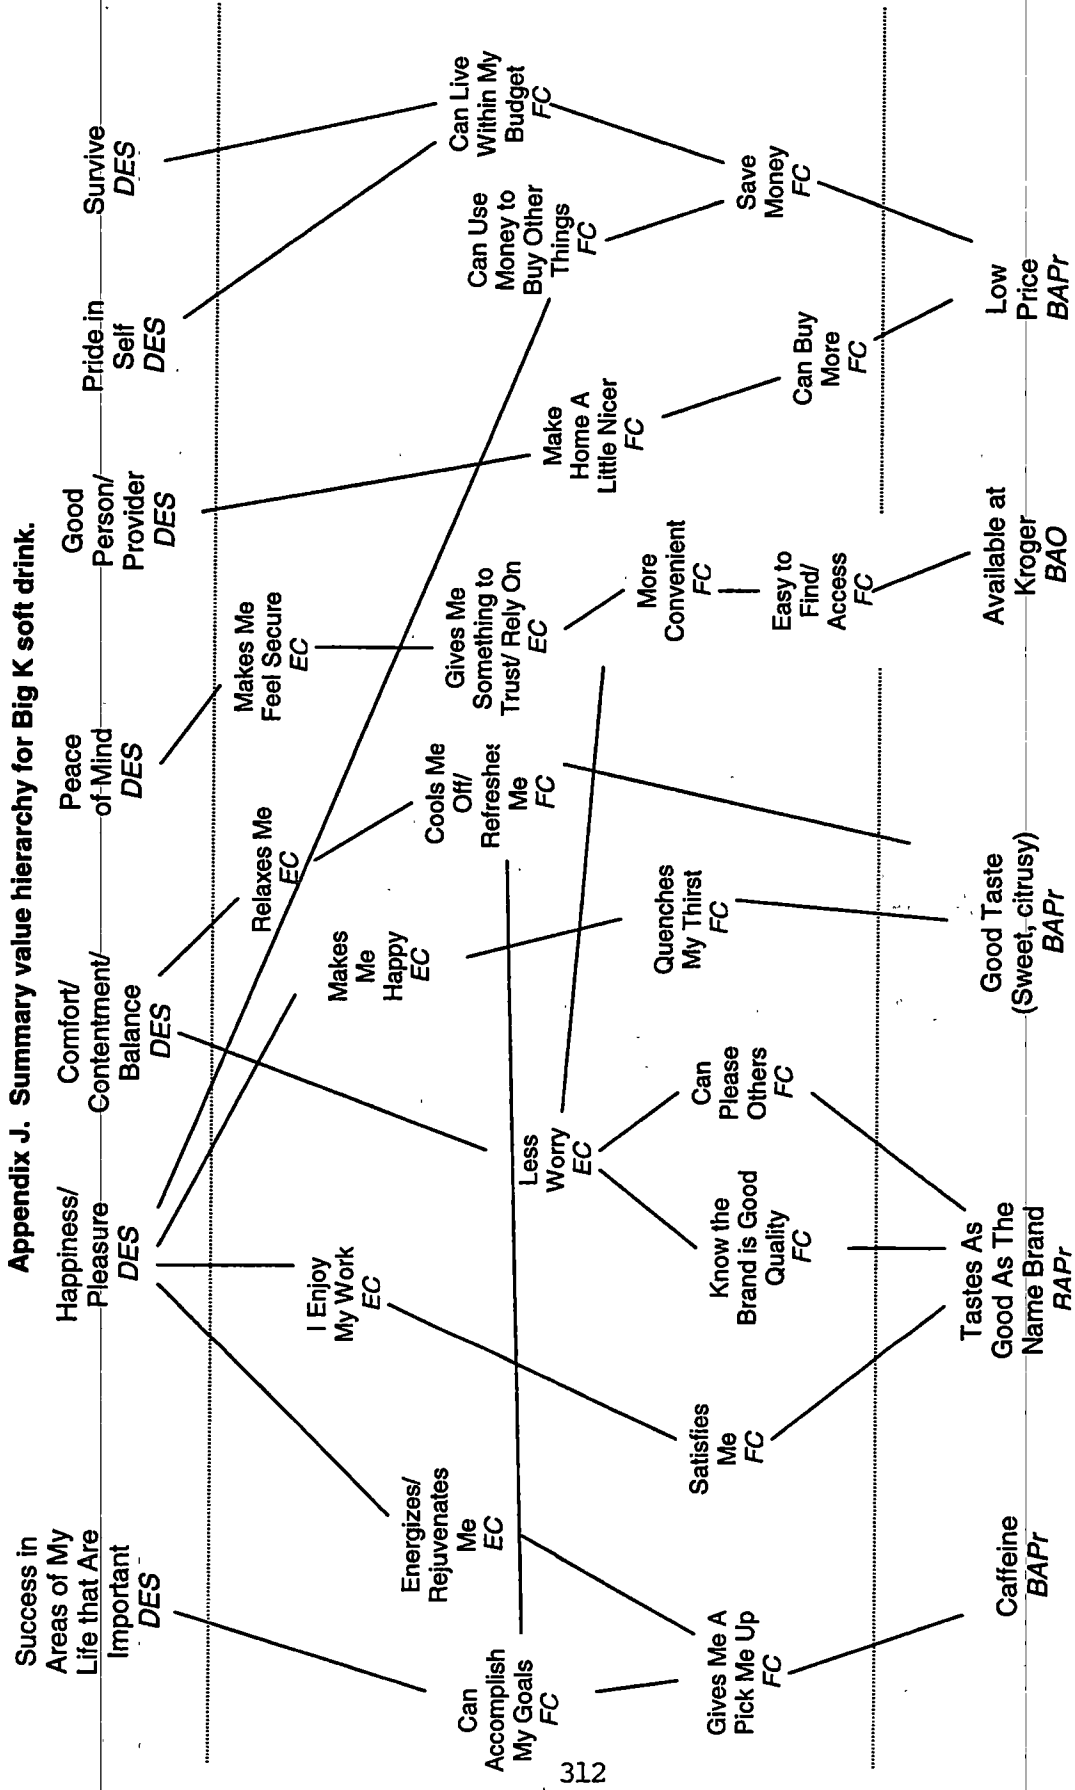 Appendix J. Summary value hierarchy for Big K soft drink.
Success in
Areas of My
Life that Are
Important
DES
Happiness/
Pleasure
DES
Comfort/
Contentment/
Balance
DES
Peace
of Mind
DES
Good
Person/
Provider
DES
Pride in
Self
DES
Survive
DES
Relaxes Me
EC
Makes Me
Feel Secure
EC
I Enjoy
My Work
EC
Makes
Me
Happy
EC
Energizes/
Rejuvenates
Me
EC
Cools Me
Off/
Refreshes
Me
FC
Gives Me
Something to
Trust/ Rely On
EC
Can Use
Money to
Buy Other
Things
FC
Can Live
Within My
Budget
FC
Can
Accomplish
My Goals
FC
Less
Worry
EC
Make
Home A
Little Nicer
FC
More
Convenient
FC
Gives Me A
Pick Me Up
FC
Satisfies
Me
FC
Know the
Brand is Good
Quality
FC
Can
Please
Others
FC
Quenches
My Thirst
FC
Easy to
Find/
Access
FC
Can Buy
More
FC
Save
Money
FC
Caffeine
BAPr
Tastes As
Good As The
Name Brand
BAPr
Good Taste
(Sweet, citrusy)
BAPr
Available at
Kroger
BAO
Low
Price
BAPr
312